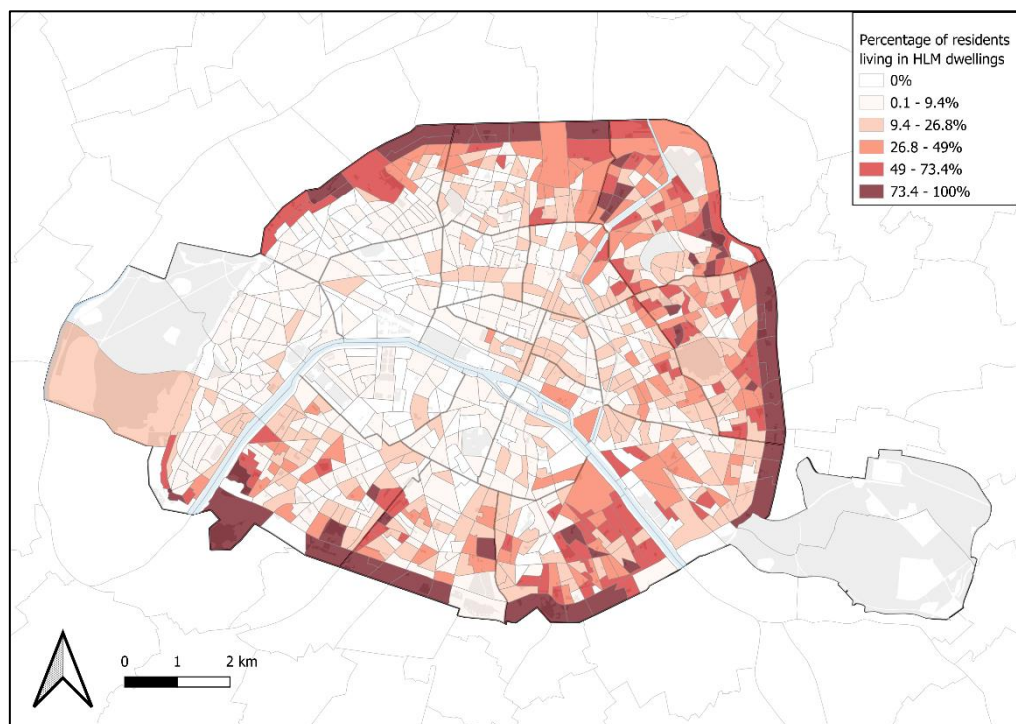 Percentage of residents
living in HLM dwellings
0%
0.1 - 9.4%
9.4 - 26.8%
26.8 - 49%
49 - 73.4%
73.4 - 100%
0 1 2 km